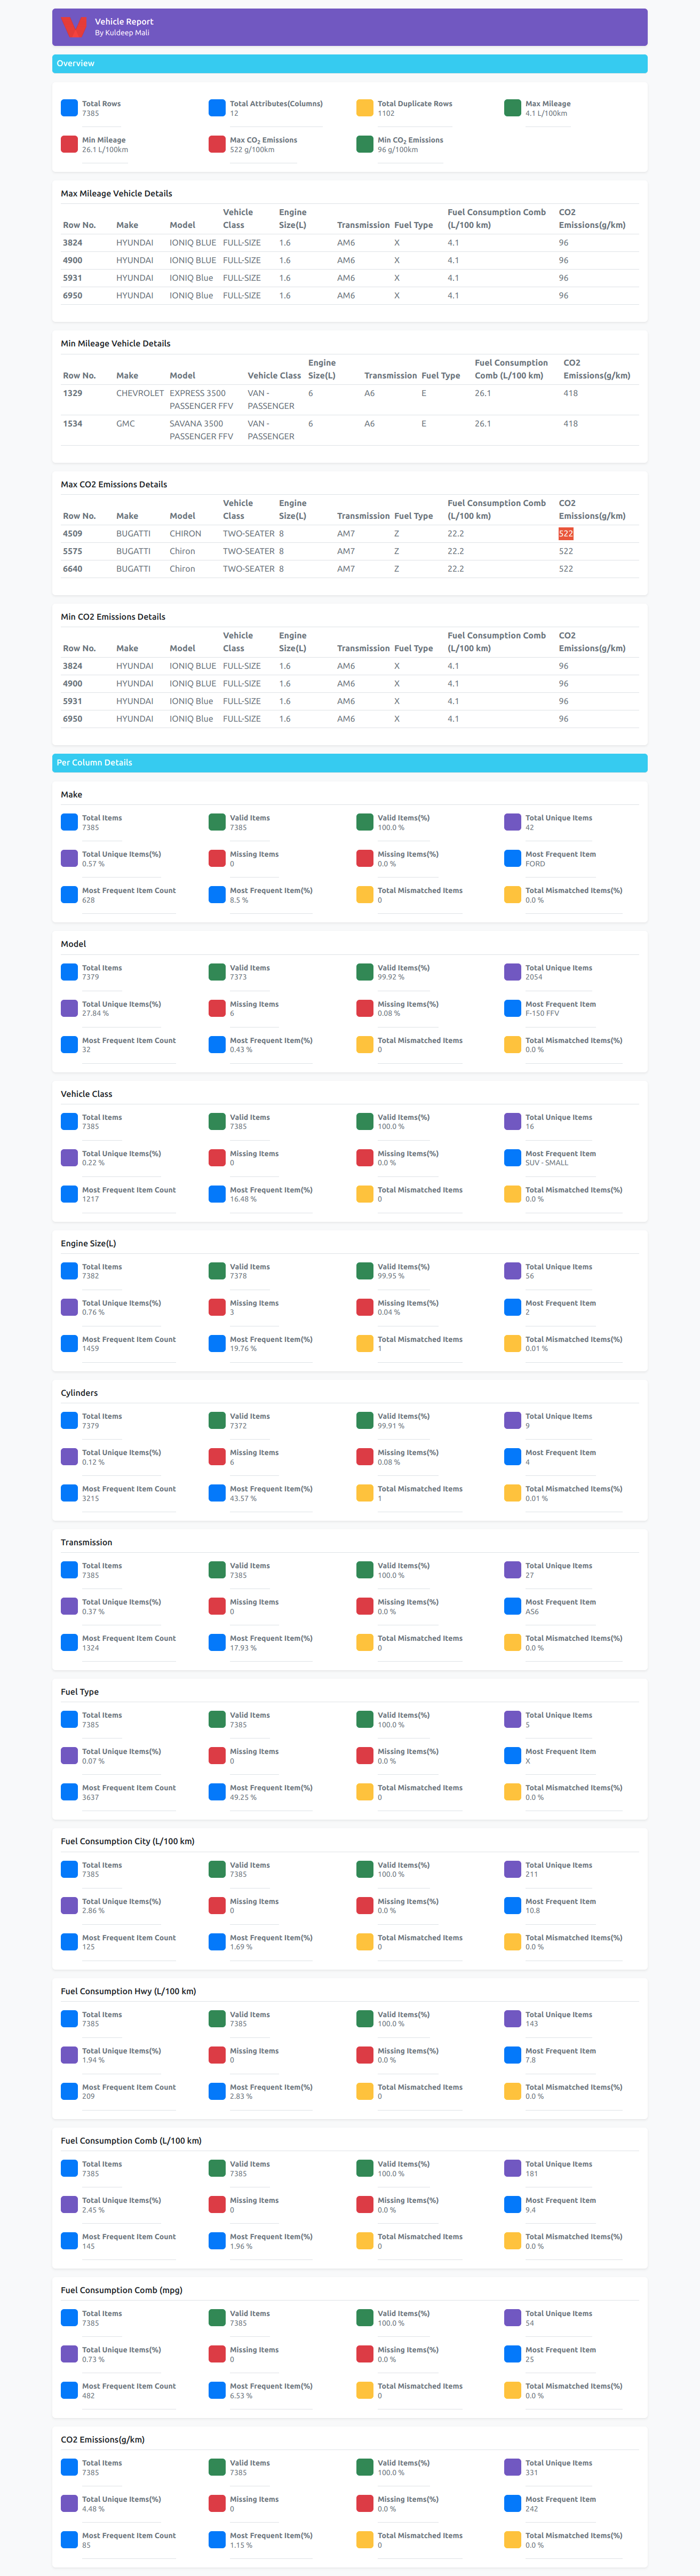 Vehicle Report
By Kuldeep Mali
Overview
Total Rows
7385
Total Attributes(Columns)
12
Total Duplicate Rows
1102
Max Mileage
4.1 L/100km
Min Mileage
26.1 L/100km
Max CO2 Emissions
522 g/100km
Min CO2 Emissions
96 g/100km
Max Mileage Vehicle Details
Row No. Make Model Vehicle Class Engine Size(L) Transmission Fuel Type Fuel Consumption Comb (L/100 km) CO2 Emissions(g/km)
3824 HYUNDAI IONIQ BLUE FULL-SIZE 1.6 AM6 X 4.1 96
4900 HYUNDAI IONIQ BLUE FULL-SIZE 1.6 AM6 X 4.1 96
5931 HYUNDAI IONIQ Blue FULL-SIZE 1.6 AM6 X 4.1 96
6950 HYUNDAI IONIQ Blue FULL-SIZE 1.6 AM6 X 4.1 96
Min Mileage Vehicle Details
Row No. Make Model Vehicle Class Engine Size(L) Transmission Fuel Type Fuel Consumption Comb (L/100 km) CO2 Emissions(g/km)
1329 CHEVROLET EXPRESS 3500 PASSENGER FFV VAN - PASSENGER 6 A6 E 26.1 418
1534 GMC SAVANA 3500 PASSENGER FFV VAN - PASSENGER 6 A6 E 26.1 418
Max CO2 Emissions Details
Row No. Make Model Vehicle Class Engine Size(L) Transmission Fuel Type Fuel Consumption Comb (L/100 km) CO2 Emissions(g/km)
4509 BUGATTI CHIRON TWO-SEATER 8 AM7 Z 22.2 522
5575 BUGATTI Chiron TWO-SEATER 8 AM7 Z 22.2 522
6640 BUGATTI Chiron TWO-SEATER 8 AM7 Z 22.2 522
Min CO2 Emissions Details
Row No. Make Model Vehicle Class Engine Size(L) Transmission Fuel Type Fuel Consumption Comb (L/100 km) CO2 Emissions(g/km)
3824 HYUNDAI IONIQ BLUE FULL-SIZE 1.6 AM6 X 4.1 96
4900 HYUNDAI IONIQ BLUE FULL-SIZE 1.6 AM6 X 4.1 96
5931 HYUNDAI IONIQ Blue FULL-SIZE 1.6 AM6 X 4.1 96
6950 HYUNDAI IONIQ Blue FULL-SIZE 1.6 AM6 X 4.1 96
Per Column Details
Make
Total Items Valid Items Valid Items(%) Total Unique Items
7385 7385 100.0 % 42
Total Unique Items(%) Missing Items Missing Items(%) Most Frequent Item
0.57 % 0 0.0 % FORD
Most Frequent Item Count Most Frequent Item(%) Total Mismatched Items Total Mismatched Items(%)
628 8.5 % 0 0.0 %
Model
Total Items Valid Items Valid Items(%) Total Unique Items
7379 7373 99.92 % 2054
Total Unique Items(%) Missing Items Missing Items(%) Most Frequent Item
27.84 % 6 0.08 % F-150 FFV
Most Frequent Item Count Most Frequent Item(%) Total Mismatched Items Total Mismatched Items(%)
32 0.43 % 0 0.0 %
Vehicle Class
Total Items Valid Items Valid Items(%) Total Unique Items
7385 7385 100.0 % 16
Total Unique Items(%) Missing Items Missing Items(%) Most Frequent Item
0.22 % 0 0.0 % SUV - SMALL
Most Frequent Item Count Most Frequent Item(%) Total Mismatched Items Total Mismatched Items(%)
1217 16.48 % 0 0.0 %
Engine Size(L)
Total Items Valid Items Valid Items(%) Total Unique Items
7382 7378 99.95 % 56
Total Unique Items(%) Missing Items Missing Items(%) Most Frequent Item
0.76 % 3 0.04 % 2
Most Frequent Item Count Most Frequent Item(%) Total Mismatched Items Total Mismatched Items(%)
1459 19.76 % 1 0.01 %
Cylinders
Total Items Valid Items Valid Items(%) Total Unique Items
7379 7372 99.91 % 9
Total Unique Items(%) Missing Items Missing Items(%) Most Frequent Item
0.12 % 6 0.08 % 4
Most Frequent Item Count Most Frequent Item(%) Total Mismatched Items Total Mismatched Items(%)
3215 43.57 % 1 0.01 %
Transmission
Total Items Valid Items Valid Items(%) Total Unique Items
7385 7385 100.0 % 27
Total Unique Items(%) Missing Items Missing Items(%) Most Frequent Item
0.37 % 0 0.0 % AS6
Most Frequent Item Count Most Frequent Item(%) Total Mismatched Items Total Mismatched Items(%)
1324 17.93 % 0 0.0 %
Fuel Type
Total Items Valid Items Valid Items(%) Total Unique Items
7385 7385 100.0 % 5
Total Unique Items(%) Missing Items Missing Items(%) Most Frequent Item
0.07 % 0 0.0 % X
Most Frequent Item Count Most Frequent Item(%) Total Mismatched Items Total Mismatched Items(%)
3637 49.25 % 0 0.0 %
Fuel Consumption City (L/100 km)
Total Items Valid Items Valid Items(%) Total Unique Items
7385 7385 100.0 % 211
Total Unique Items(%) Missing Items Missing Items(%) Most Frequent Item
2.86 % 0 0.0 % 10.8
Most Frequent Item Count Most Frequent Item(%) Total Mismatched Items Total Mismatched Items(%)
125 1.69 % 0 0.0 %
Fuel Consumption Hwy (L/100 km)
Total Items Valid Items Valid Items(%) Total Unique Items
7385 7385 100.0 % 143
Total Unique Items(%) Missing Items Missing Items(%) Most Frequent Item
1.94 % 0 0.0 % 7.8
Most Frequent Item Count Most Frequent Item(%) Total Mismatched Items Total Mismatched Items(%)
209 2.83 % 0 0.0 %
Fuel Consumption Comb (L/100 km)
Total Items Valid Items Valid Items(%) Total Unique Items
7385 7385 100.0 % 181
Total Unique Items(%) Missing Items Missing Items(%) Most Frequent Item
2.45 % 0 0.0 % 9.4
Most Frequent Item Count Most Frequent Item(%) Total Mismatched Items Total Mismatched Items(%)
145 1.96 % 0 0.0 %
Fuel Consumption Comb (mpg)
Total Items Valid Items Valid Items(%) Total Unique Items
7385 7385 100.0 % 54
Total Unique Items(%) Missing Items Missing Items(%) Most Frequent Item
0.73 % 0 0.0 % 25
Most Frequent Item Count Most Frequent Item(%) Total Mismatched Items Total Mismatched Items(%)
482 6.53 % 0 0.0 %
CO2 Emissions(g/km)
Total Items Valid Items Valid Items(%) Total Unique Items
7385 7385 100.0 % 331
Total Unique Items(%) Missing Items Missing Items(%) Most Frequent Item
4.48 % 0 0.0 % 242
Most Frequent Item Count Most Frequent Item(%) Total Mismatched Items Total Mismatched Items(%)
85 1.15 % 0 0.0 %